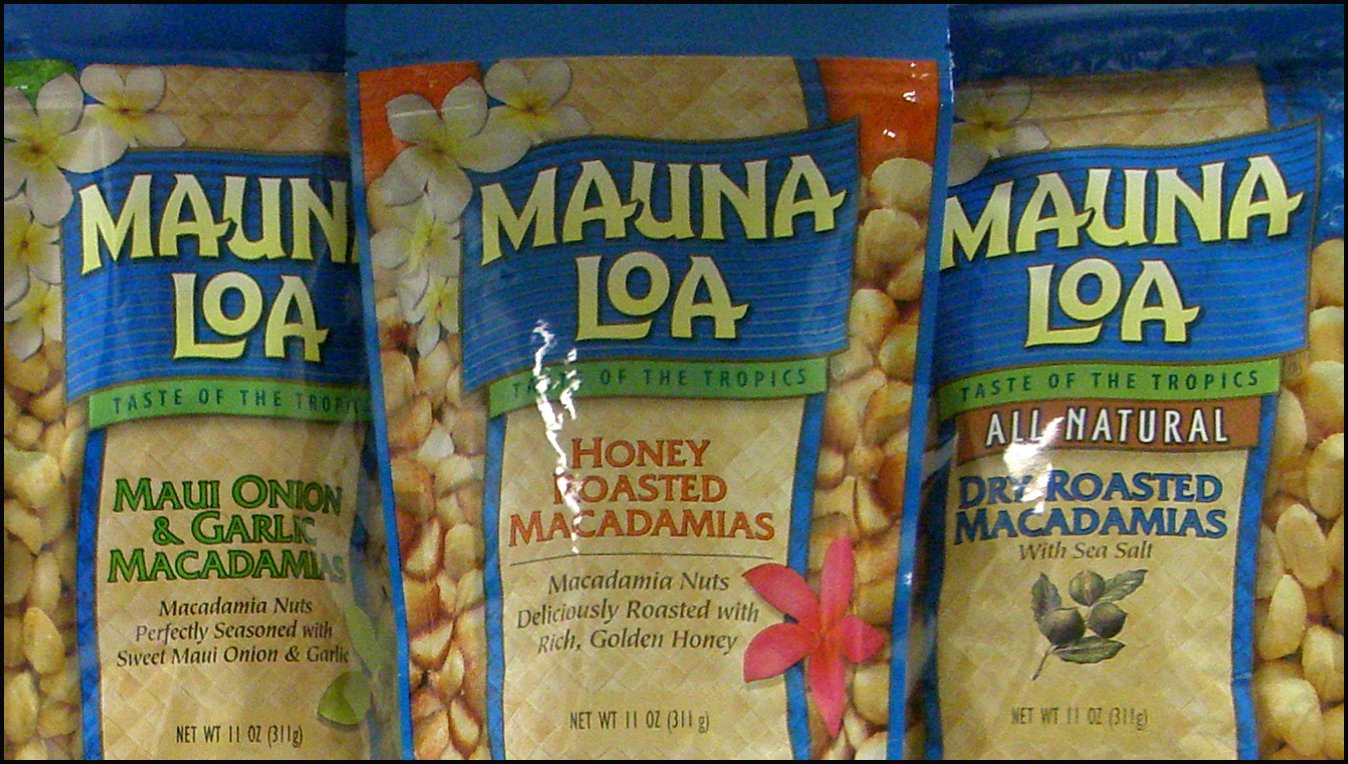 MAUNA
LOA
TASTE OF THE TROPICS
MAUI ONION
& GARLIC
MACADAMIAS
Macadamia Nuts
Perfectly Seasoned with
Sweet Maui Onion & Garlic
NET WT 11 OZ (311g)
MAUNA
LOA
TASTE OF THE TROPICS
HONEY
ROASTED
MACADAMIAS
Macadamia Nuts
Deliciously Roasted with
Rich, Golden Honey
NET WT 11 OZ (311 g)
MAUNA
LOA
TASTE OF THE TROPICS
ALL NATURAL
DRY ROASTED
MACADAMIAS
With Sea Salt
NET WT 11 OZ (311g)